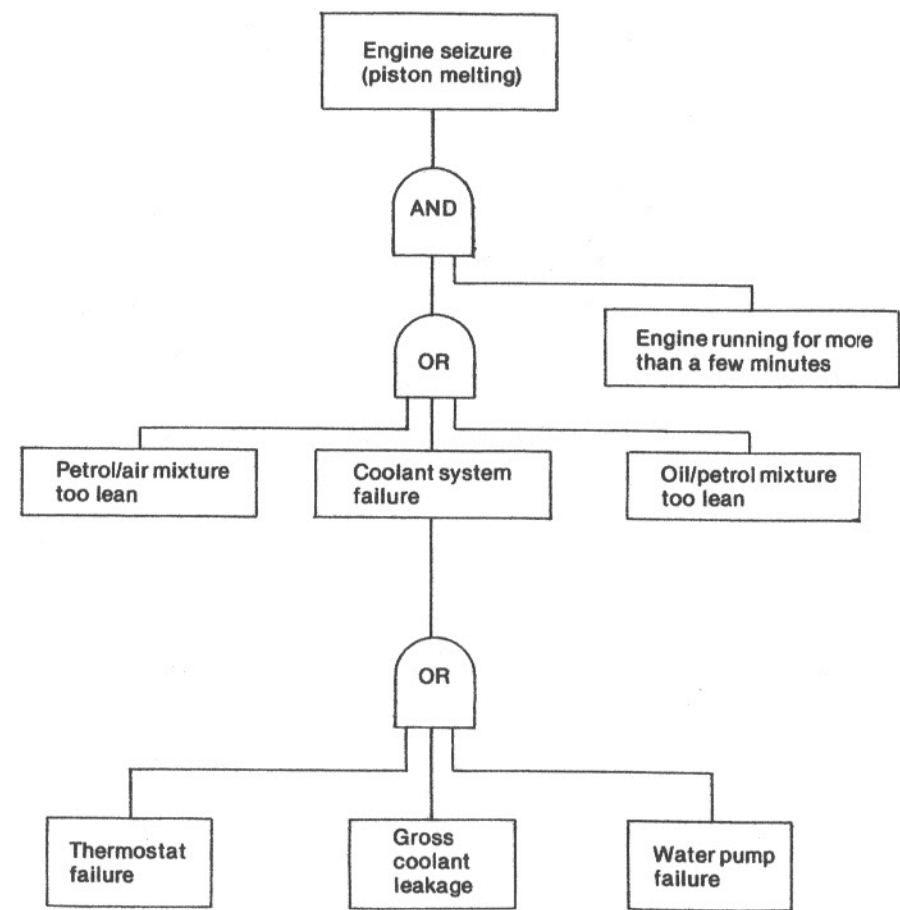 Engine seizure
(piston melting)
AND
Engine running for more
than a few minutes
OR
Petrol/air mixture
too lean
Coolant system
failure
Oil/petrol mixture
too lean
OR
Thermostat
failure
Gross
coolant
leakage
Water pump
failure